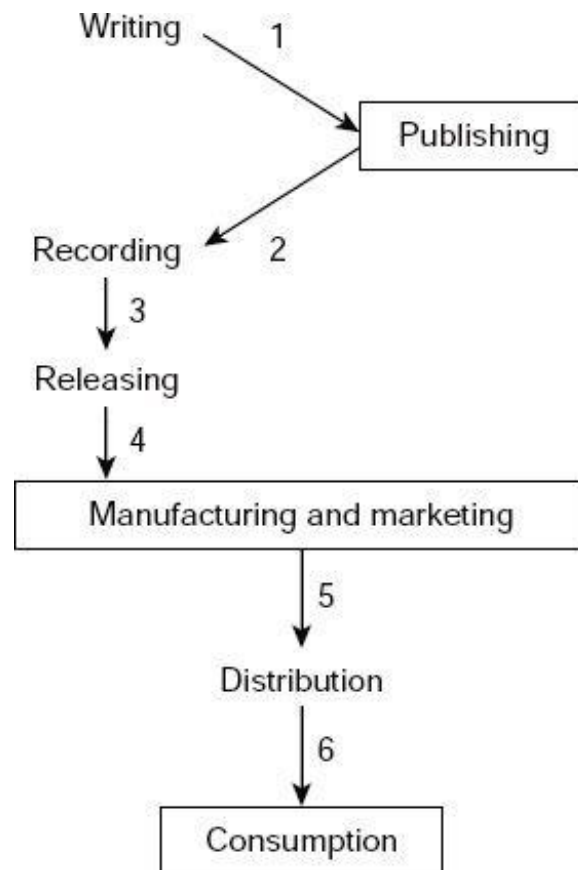 Writing
1
Publishing
2
Recording
3
Releasing
4
Manufacturing and marketing
5
Distribution
6
Consumption